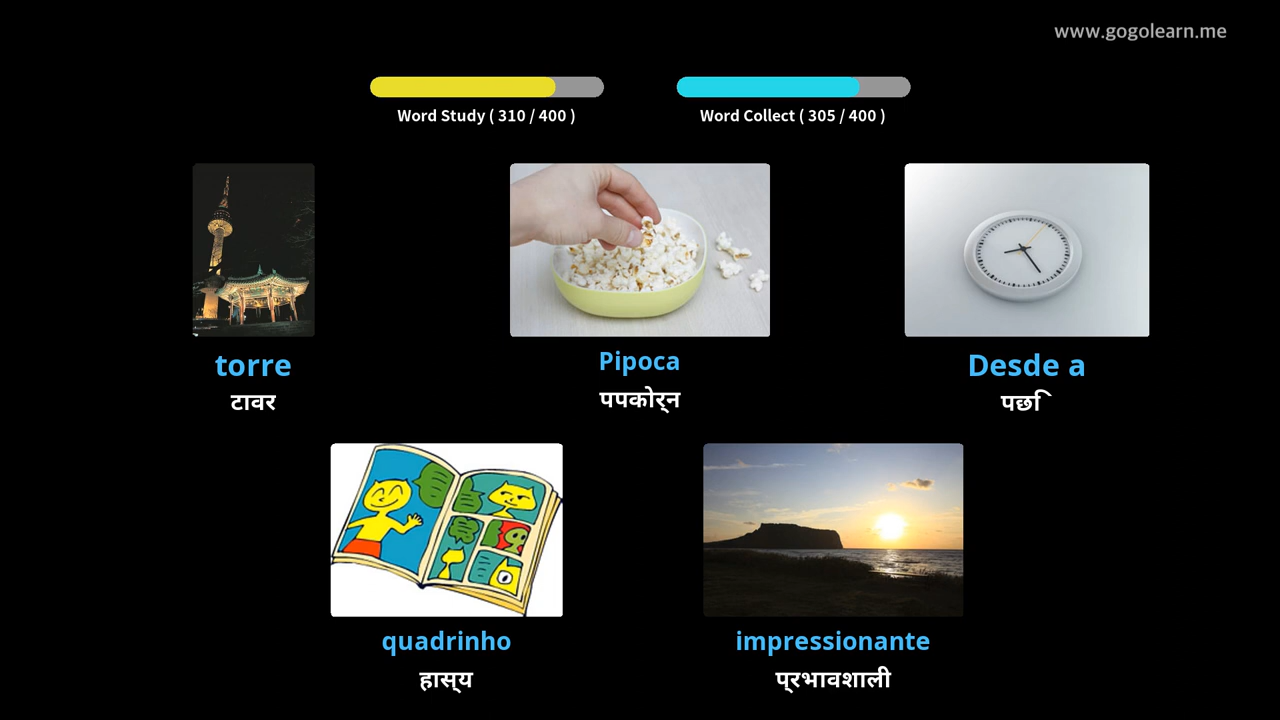 www.gogolearn.me
Word Study ( 310 / 400 )
Word Collect ( 305 / 400 )
torre
टावर
Pipoca
पपकोर्न
Desde a
पछि
quadrinho
हास्य
impressionante
प्रभावशाली